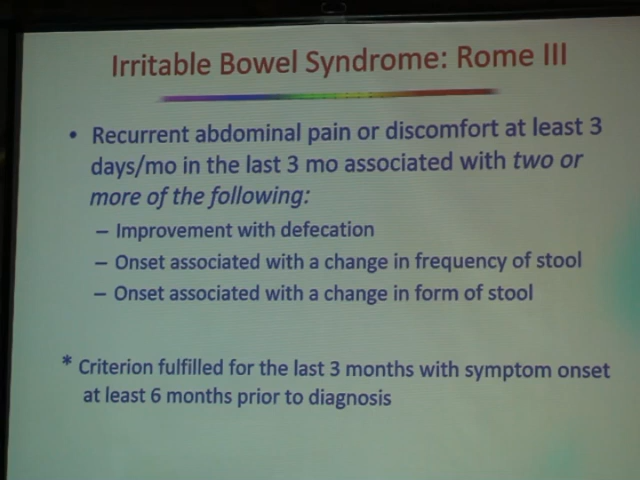 Irritable Bowel Syndrome: Rome III
• Recurrent abdominal pain or discomfort at least 3
days/mo in the last 3 mo associated with two or
more of the following:
– Improvement with defecation
– Onset associated with a change in frequency of stool
– Onset associated with a change in form of stool
* Criterion fulfilled for the last 3 months with symptom onset
at least 6 months prior to diagnosis